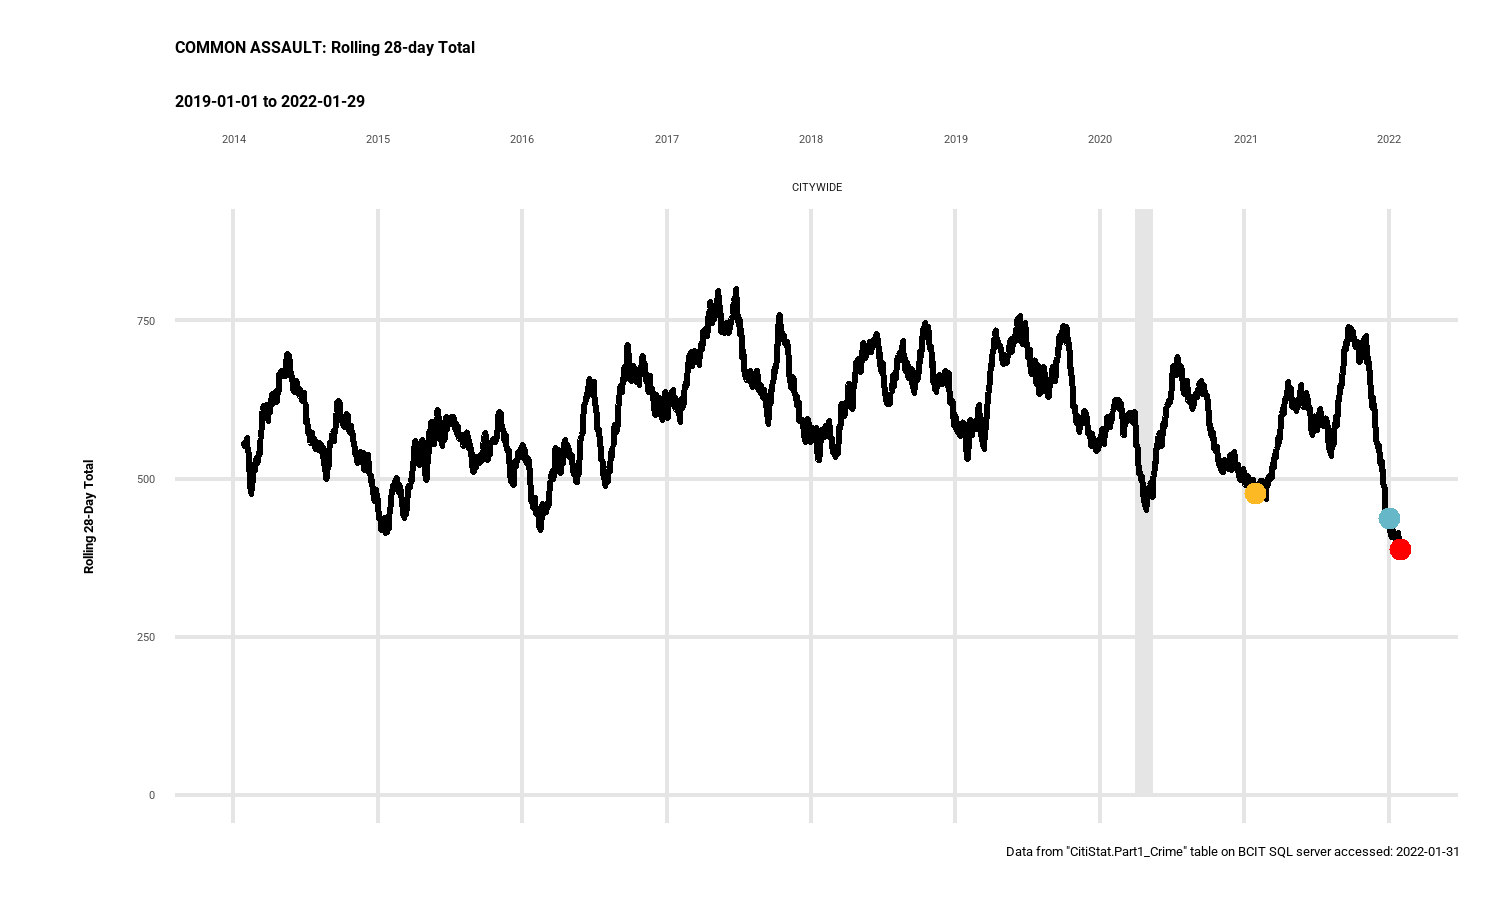 COMMON ASSAULT: Rolling 28-day Total
2019-01-01 to 2022-01-29
2014 2015 2016 2017 2018 2019 2020 2021 2022
CITYWIDE
750
500
250
0
Rolling 28-Day Total
Data from "CitiStat.Part1_Crime" table on BCIT SQL server accessed: 2022-01-31